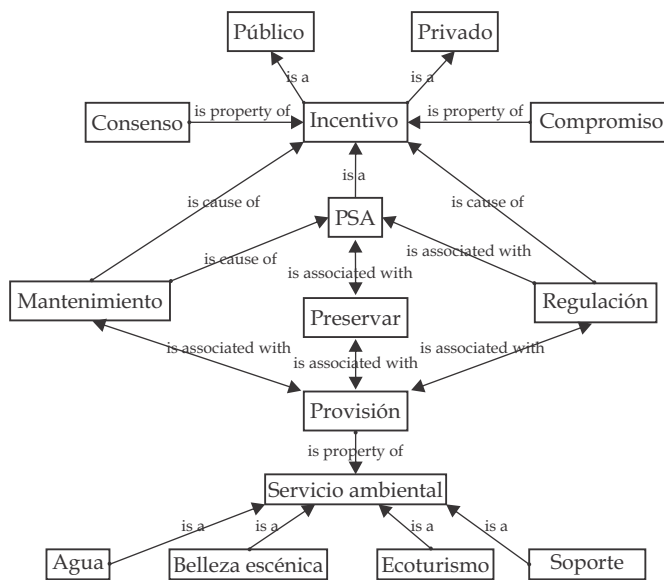 Público
Privado
is a
is a
Consenso
is property of
Incentivo
is property of
Compromiso
is a
is cause of
is cause of
PSA
is cause of
is associated with
is associated with
Mantenimiento
Regulación
Preservar
is associated with
is associated with
is associated with
Provisión
is property of
Servicio ambiental
is a
is a
is a
is a
Agua
Belleza escénica
Ecoturismo
Soporte